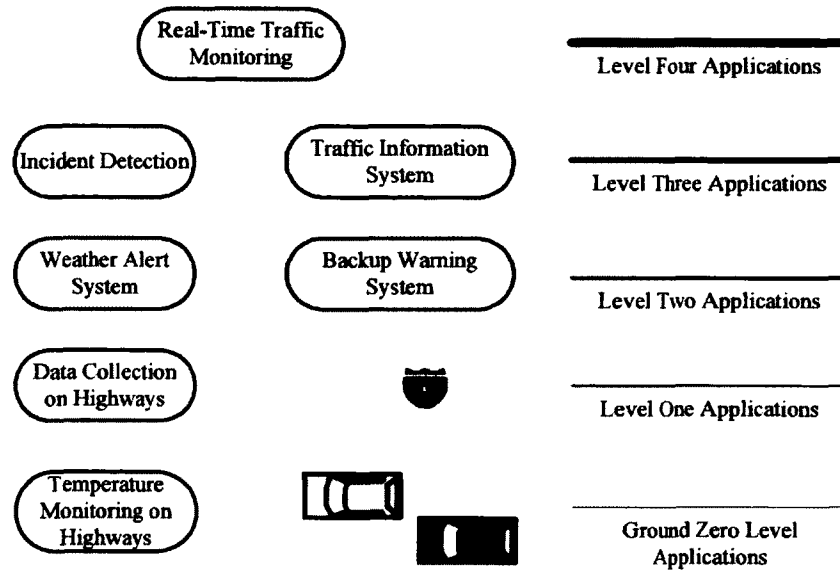 Real-Time Traffic
Monitoring
Level Four Applications
Incident Detection
Traffic Information
System
Level Three Applications
Weather Alert
System
Backup Warning
System
Level Two Applications
Data Collection
on Highways
Level One Applications
Temperature
Monitoring on
Highways
Ground Zero Level
Applications